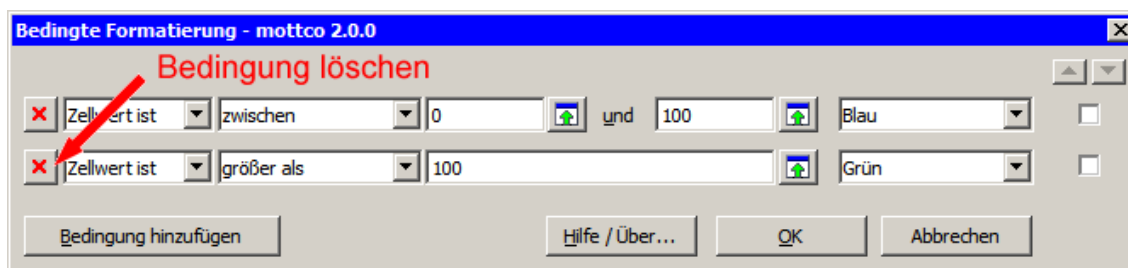 Bedingte Formatierung - mottco 2.0.0
Bedingung löschen
Zellwert ist zwischen 0 und 100 Blau
Zellwert ist größer als 100 Grün
Bedingung hinzufügen Hilfe / Über... OK Abbrechen